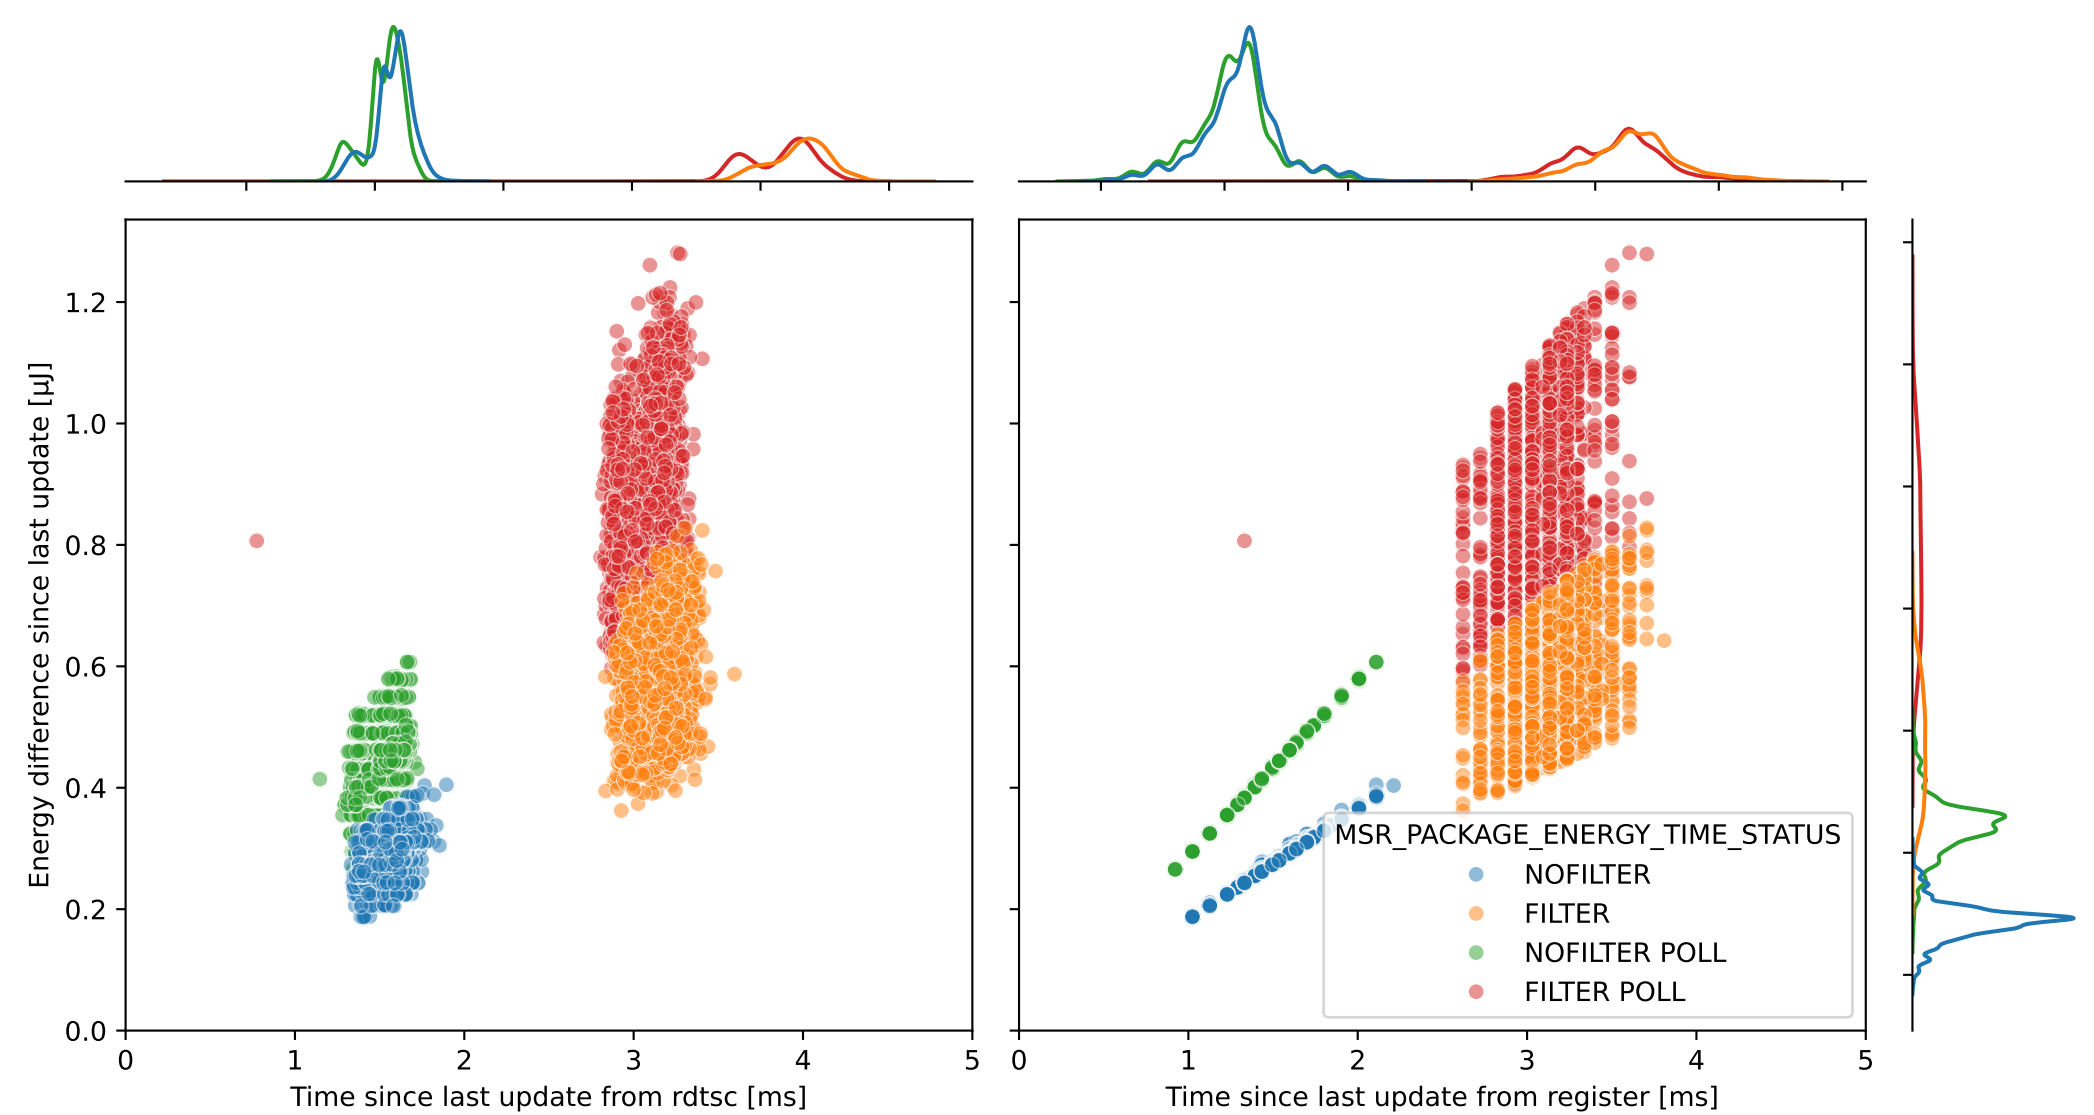 Energy difference since last update [µJ]
1.2
1.0
0.8
0.6
0.4
0.2
0.0
0 1 2 3 4 5
Time since last update from rdtsc [ms]
MSR_PACKAGE_ENERGY_TIME_STATUS
NOFILTER
FILTER
NOFILTER POLL
FILTER POLL
0 1 2 3 4 5
Time since last update from register [ms]